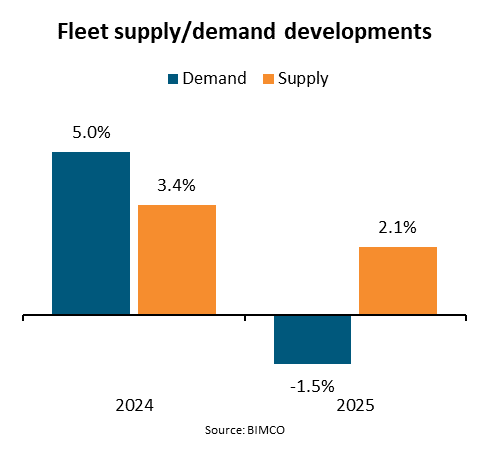 Fleet supply/demand developments
Demand Supply
5.0%
3.4%
2.1%
-1.5%
2024 2025
Source: BIMCO